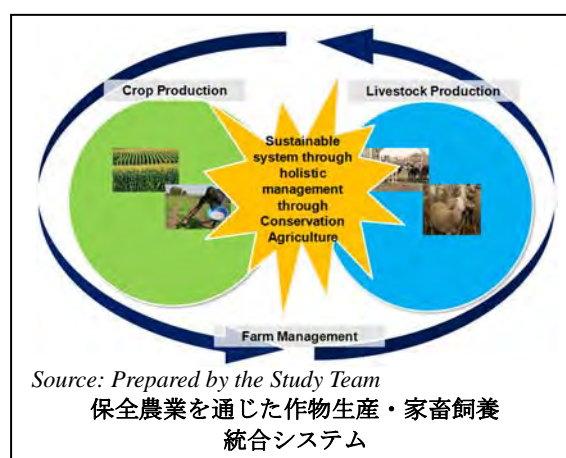 Crop Production
Livestock Production
Sustainable
system through
holistic
management
through
Conservation
Agriculture
Farm Management
Source: Prepared by the Study Team
保全農業を通じた作物生産・家畜飼養
統合システム